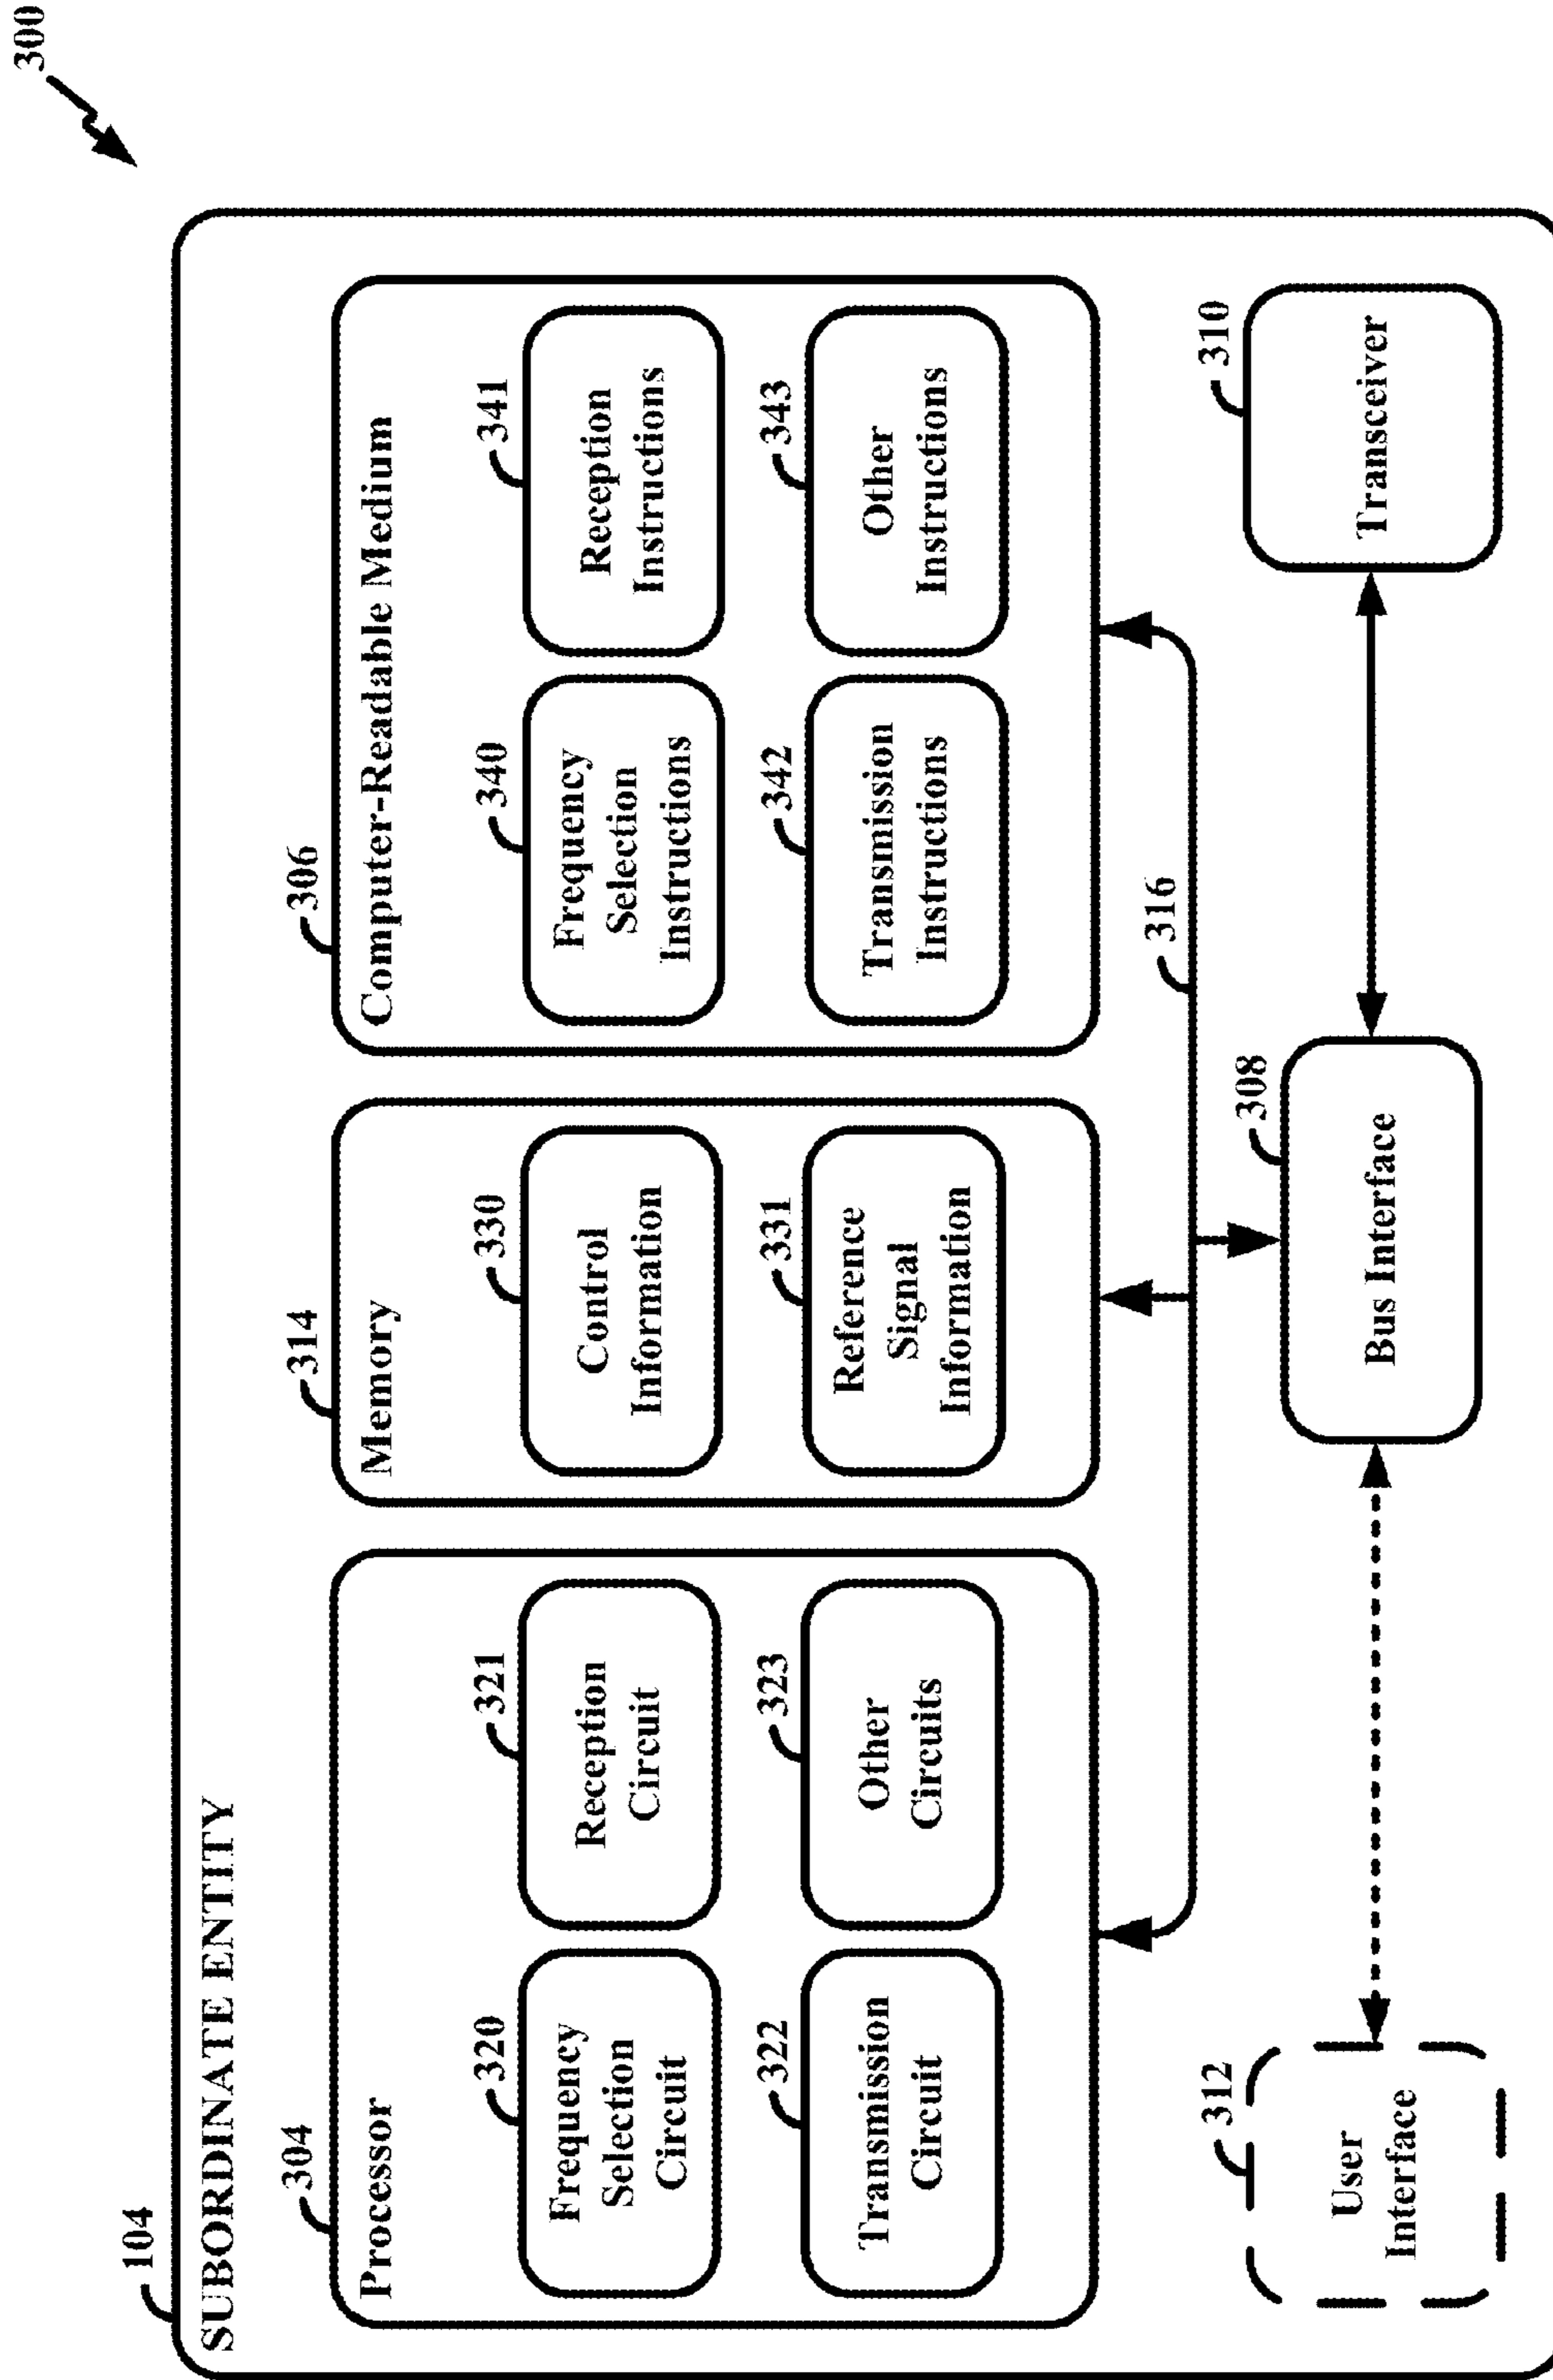 300
104
SUBORDINATE ENTITY
304
Processor
320
Frequency
Selection
Circuit
321
Reception
Circuit
322
Transmission
Circuit
323
Other
Circuits
314
Memory
330
Control
Information
331
Reference
Signal
Information
306
Computer-Readable Medium
340
Frequency
Selection
Instructions
341
Reception
Instructions
342
Transmission
Instructions
343
Other
Instructions
316
312
User
Interface
308
Bus Interface
310
Transceiver